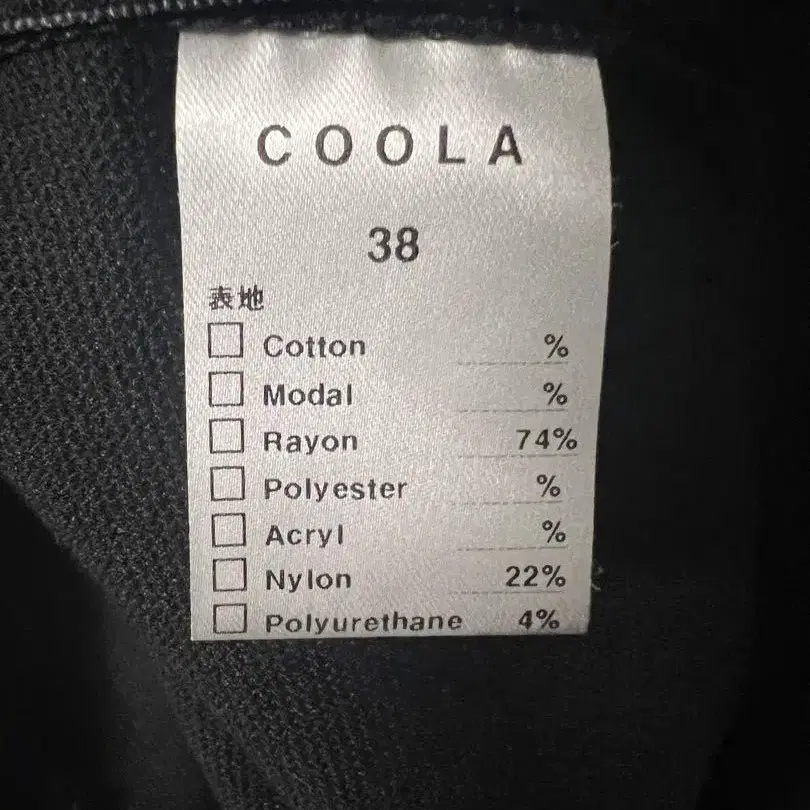 COOLA
38
表地
☐ Cotton %
☐ Modal %
☐ Rayon 74%
☐ Polyester %
☐ Acryl %
☐ Nylon 22%
☐ Polyurethane 4%